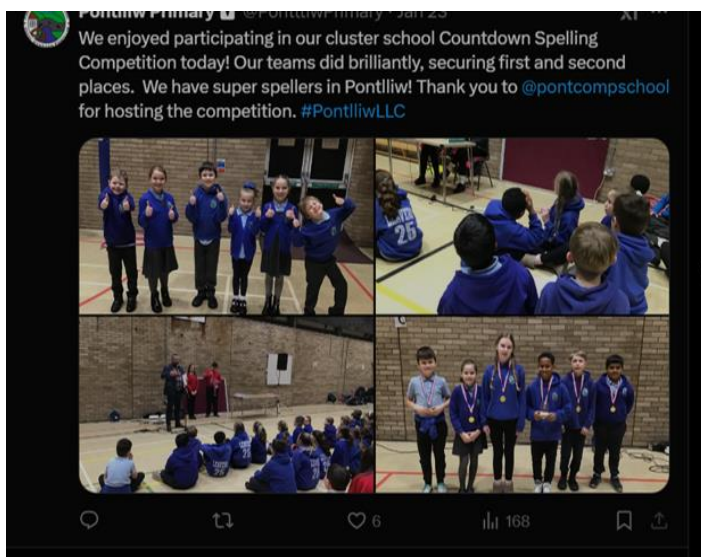 Pontlliw Primary @PontlliwPrimary · Jan 23
We enjoyed participating in our cluster school Countdown Spelling
Competition today! Our teams did brilliantly, securing first and second
places. We have super spellers in Pontlliw! Thank you to @pontcompschool
for hosting the competition. #PontlliwLLC
25
25
6
168